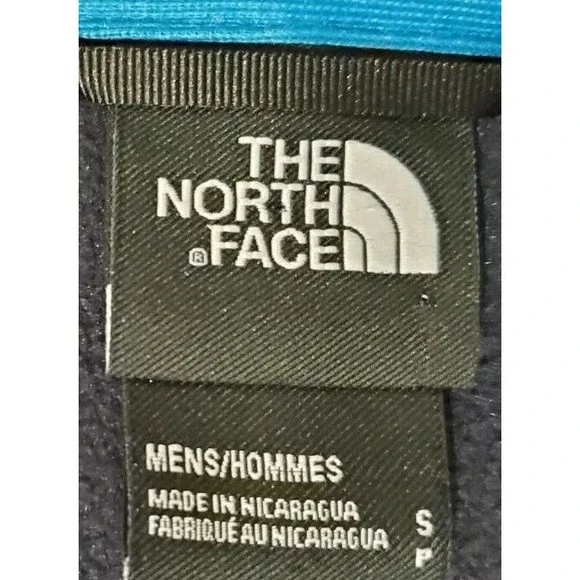 THE
NORTH
® FACE
MENS/HOMMES
MADE IN NICARAGUA
FABRIQUÉ AU NICARAGUA
S
P